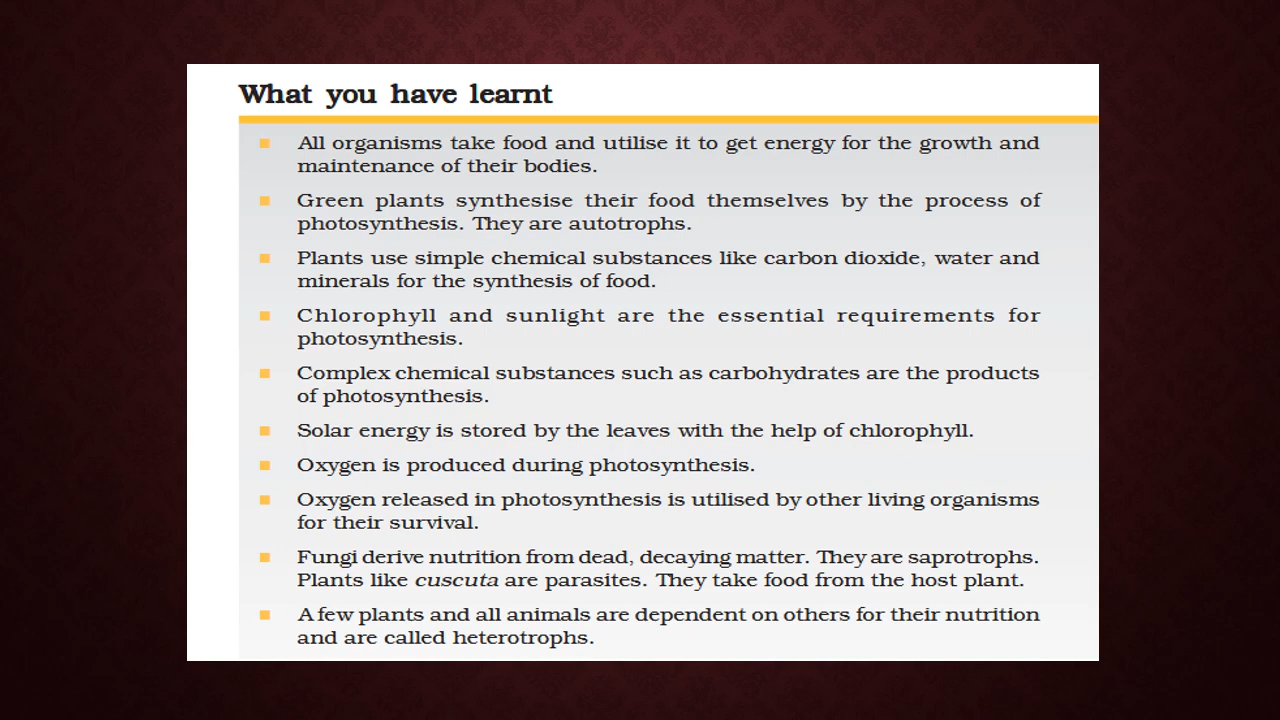 What you have learnt
All organisms take food and utilise it to get energy for the growth and
maintenance of their bodies.
Green plants synthesise their food themselves by the process of
photosynthesis. They are autotrophs.
Plants use simple chemical substances like carbon dioxide, water and
minerals for the synthesis of food.
Chlorophyll and sunlight are the essential requirements for
photosynthesis.
Complex chemical substances such as carbohydrates are the products
of photosynthesis.
Solar energy is stored by the leaves with the help of chlorophyll.
Oxygen is produced during photosynthesis.
Oxygen released in photosynthesis is utilised by other living organisms
for their survival.
Fungi derive nutrition from dead, decaying matter. They are saprotrophs.
Plants like cuscuta are parasites. They take food from the host plant.
A few plants and all animals are dependent on others for their nutrition
and are called heterotrophs.